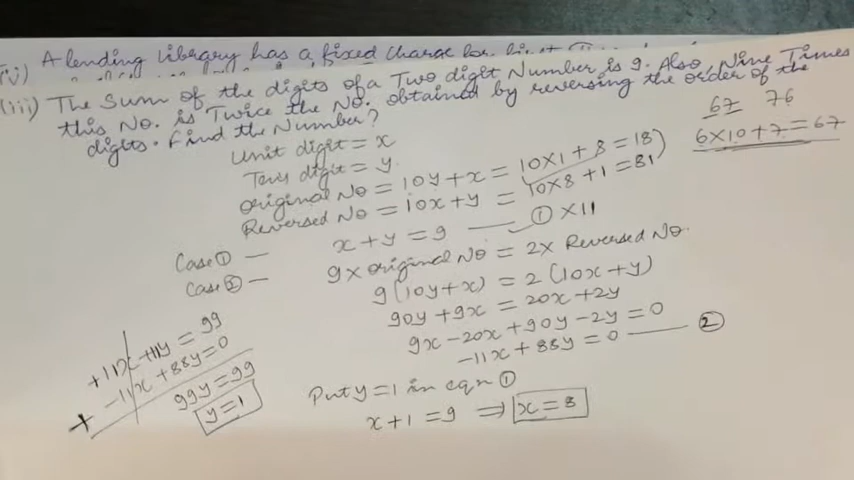 iv) A lending library has a fixed charge for first
(iii) The Sum of the digits of a Two digit Number is 9. Also, Nine Times
this No. is Twice the No. obtained by reversing the order of the
digits. Find the Number?
67 76
6×10+7=67
Unit digit = x
Tens digit = y
Original No = 10y+x = 10×1+8=18
Reversed No = 10x+y = 10×8+1=81
Case ① — x+y=9 —— ① ×11
Case ② — 9× Original No = 2× Reversed No.
9(10y+x) = 2(10x+y)
90y+9x = 20x+2y
9x-20x+90y-2y=0
-11x+88y=0 —— ②
+11x+11y=99
-11x+88y=0
+
99y=99
y=1
Put y=1 in eqn ①
x+1=9 ⟹ x=8